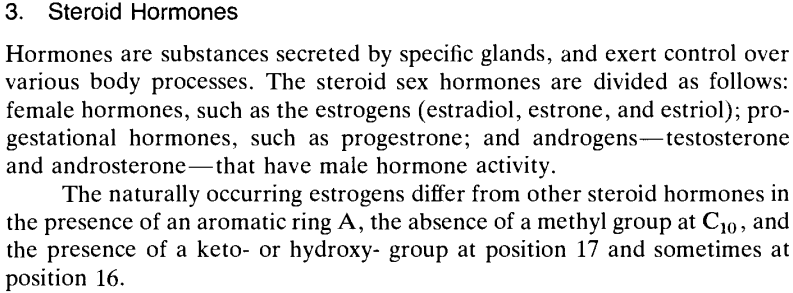 3. Steroid Hormones
Hormones are substances secreted by specific glands, and exert control over
various body processes. The steroid sex hormones are divided as follows:
female hormones, such as the estrogens (estradiol, estrone, and estriol); pro-
gestational hormones, such as progestrone; and androgens—testosterone
and androsterone—that have male hormone activity.
The naturally occurring estrogens differ from other steroid hormones in
the presence of an aromatic ring A, the absence of a methyl group at C₁₀, and
the presence of a keto- or hydroxy- group at position 17 and sometimes at
position 16.